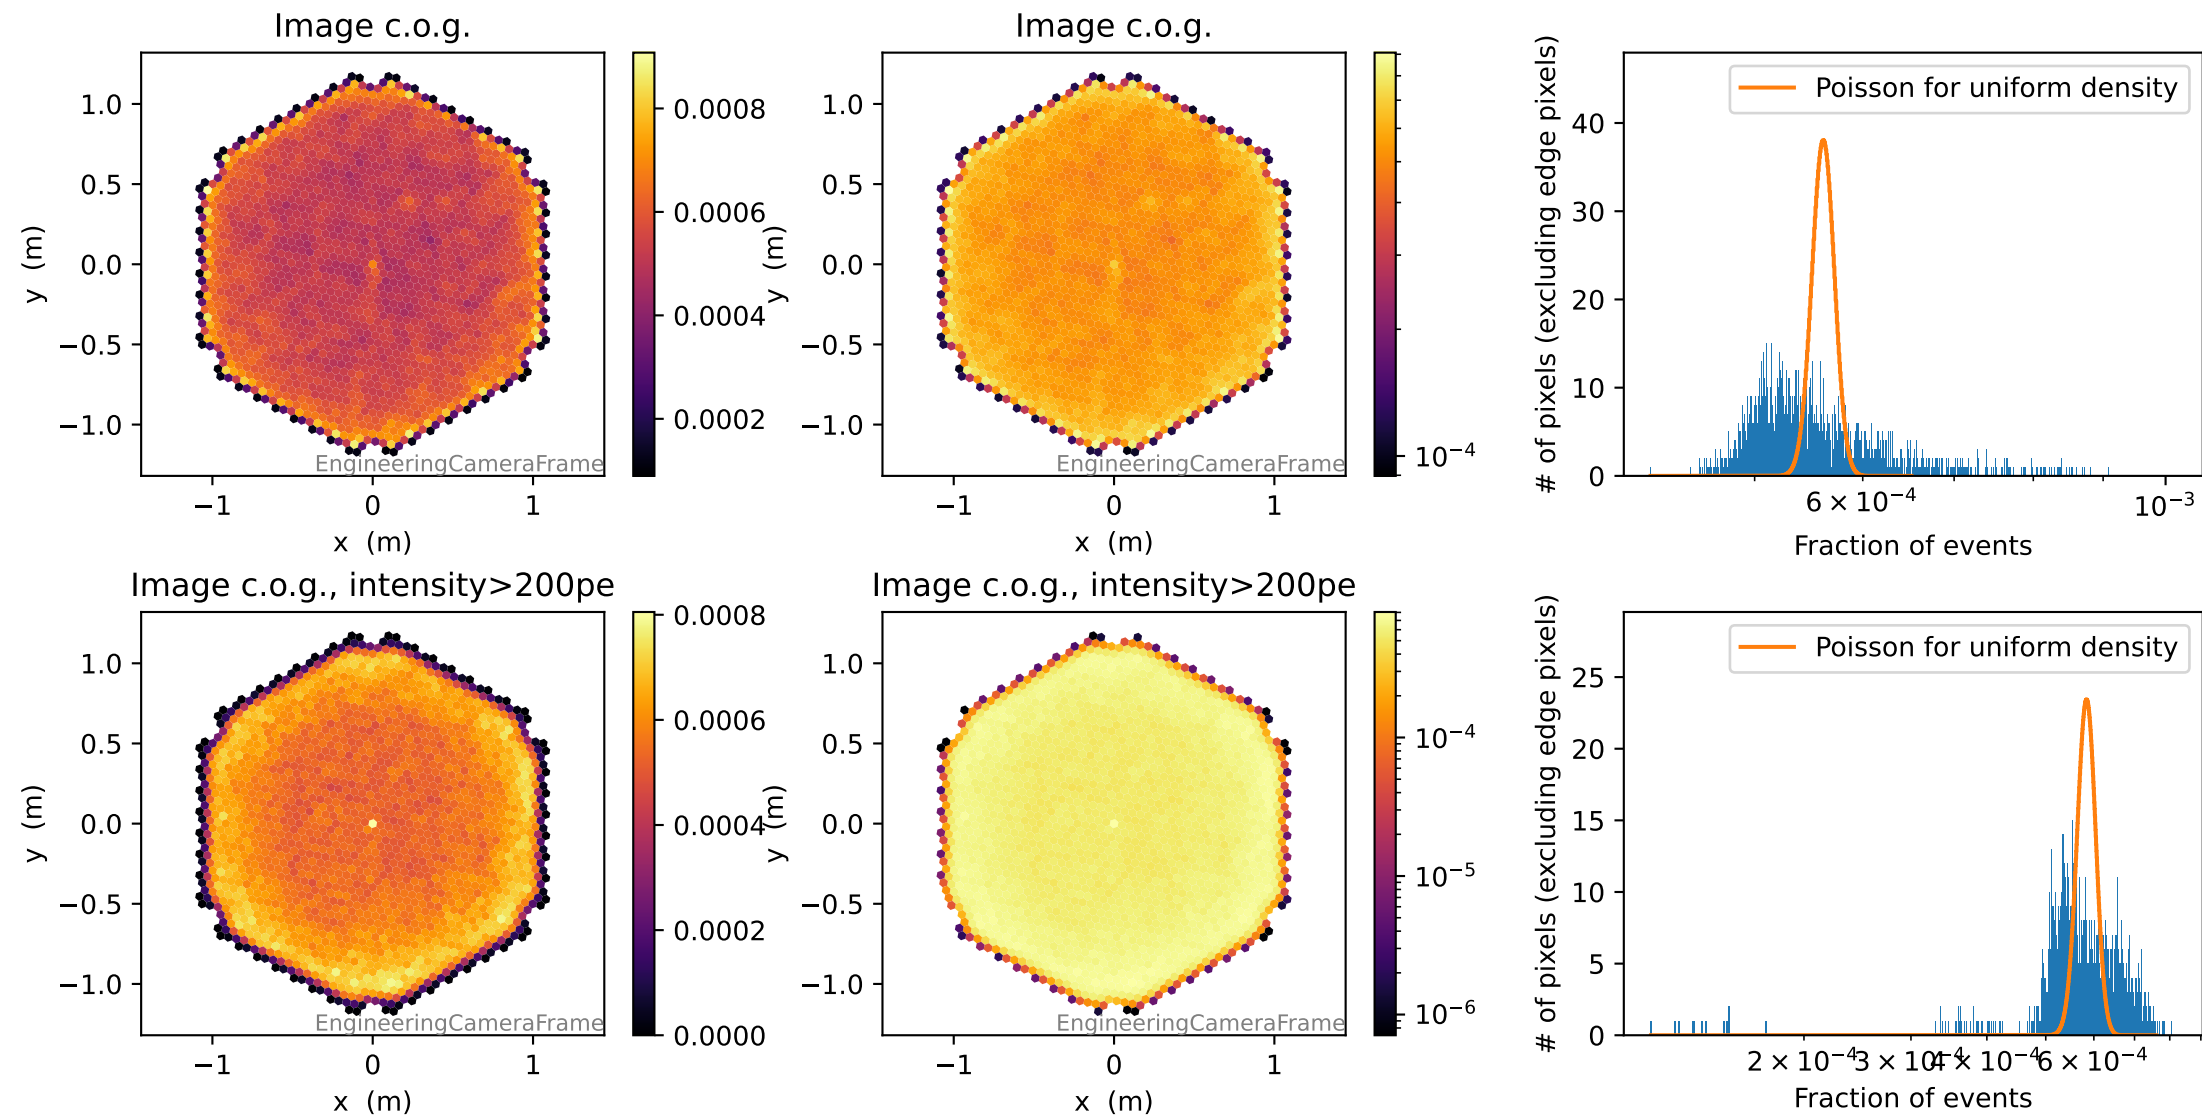 Image c.o.g.
1.0
0.5
0.0
−0.5
−1.0
y (m)
−1
0
1
x (m)
EngineeringCameraFrame
0.0008
0.0006
0.0004
0.0002
Image c.o.g.
1.0
0.5
0.0
−0.5
−1.0
y (m)
−1
0
1
x (m)
EngineeringCameraFrame
10⁻⁴
# of pixels (excluding edge pixels)
40
30
20
10
0
Poisson for uniform density
6 × 10⁻⁴
10⁻³
Fraction of events
Image c.o.g., intensity>200pe
1.0
0.5
0.0
−0.5
−1.0
y (m)
−1
0
1
x (m)
EngineeringCameraFrame
0.0008
0.0006
0.0004
0.0002
0.0000
Image c.o.g., intensity>200pe
1.0
0.5
0.0
−0.5
−1.0
y (m)
−1
0
1
x (m)
EngineeringCameraFrame
10⁻⁴
10⁻⁵
10⁻⁶
# of pixels (excluding edge pixels)
25
20
15
10
5
0
Poisson for uniform density
2 × 10⁻⁴
3 × 10⁻⁴
4 × 10⁻⁴
6 × 10⁻⁴
Fraction of events